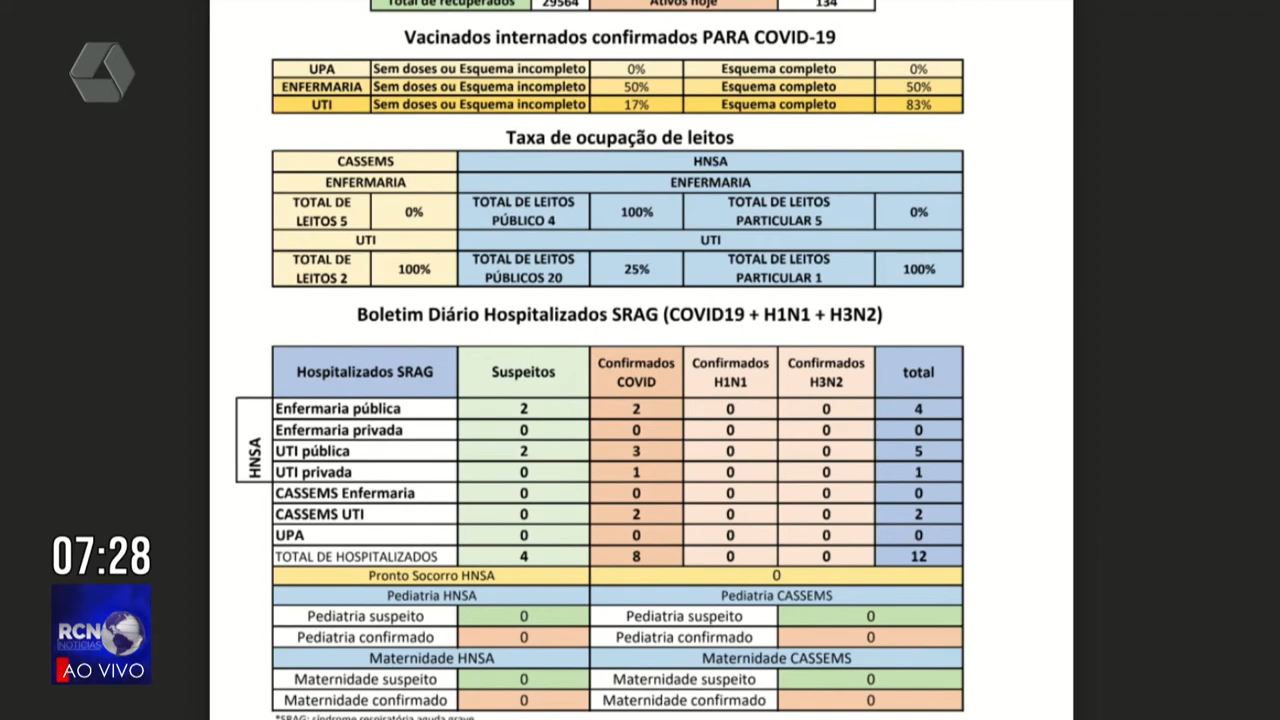 Total de recuperados 29564 Ativos hoje 134
Vacinados internados confirmados PARA COVID-19
UPA Sem doses ou Esquema incompleto 0% Esquema completo 0%
ENFERMARIA Sem doses ou Esquema incompleto 50% Esquema completo 50%
UTI Sem doses ou Esquema incompleto 17% Esquema completo 83%
Taxa de ocupação de leitos
CASSEMS HNSA
ENFERMARIA ENFERMARIA
TOTAL DE LEITOS 5 0% TOTAL DE LEITOS PÚBLICO 4 100% TOTAL DE LEITOS PARTICULAR 5 0%
UTI UTI
TOTAL DE LEITOS 2 100% TOTAL DE LEITOS PÚBLICOS 20 25% TOTAL DE LEITOS PARTICULAR 1 100%
Boletim Diário Hospitalizados SRAG (COVID19 + H1N1 + H3N2)
Hospitalizados SRAG Suspeitos Confirmados COVID Confirmados H1N1 Confirmados H3N2 total
HNSA
Enfermaria pública 2 2 0 0 4
Enfermaria privada 0 0 0 0 0
UTI pública 2 3 0 0 5
UTI privada 0 1 0 0 1
CASSEMS Enfermaria 0 0 0 0 0
CASSEMS UTI 0 2 0 0 2
UPA 0 0 0 0 0
TOTAL DE HOSPITALIZADOS 4 8 0 0 12
Pronto Socorro HNSA 0
Pediatria HNSA Pediatria CASSEMS
Pediatria suspeito 0 Pediatria suspeito 0
Pediatria confirmado 0 Pediatria confirmado 0
Maternidade HNSA Maternidade CASSEMS
Maternidade suspeito 0 Maternidade suspeito 0
Maternidade confirmado 0 Maternidade confirmado 0
*SRAG: síndrome respiratória aguda grave
07:28
RCN
NOTÍCIAS
AO VIVO